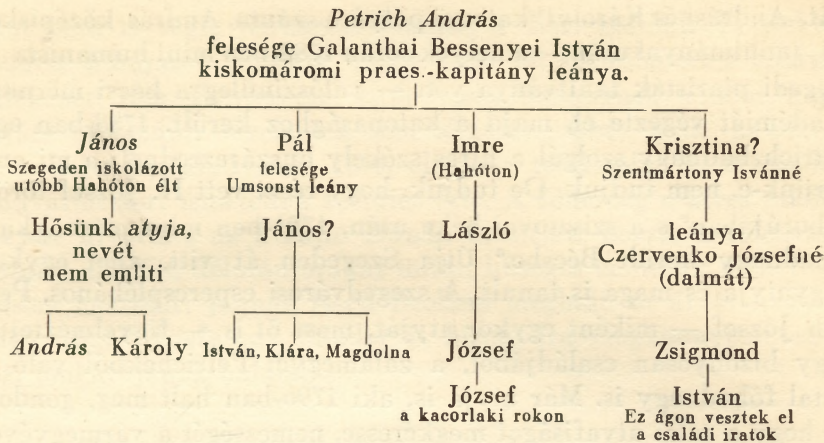 Petrich András
felesége Galanthai Bessenyei István
kiskomáromi praes.-kapitány leánya.
János
Szegeden iskolázott
utóbb Hahóton élt
Hősünk atyja,
nevét
nem emliti
András Károly
Pál
felesége
Umsonst leány
János?
István, Klára, Magdolna
Imre
(Hahóton)
László
József
József
a kacorlaki rokon
Krisztina?
Szentmártony Isvánné
leánya
Czervenko Józsefné
(dalmát)
Zsigmond
István
Ez ágon vesztek el
a családi iratok